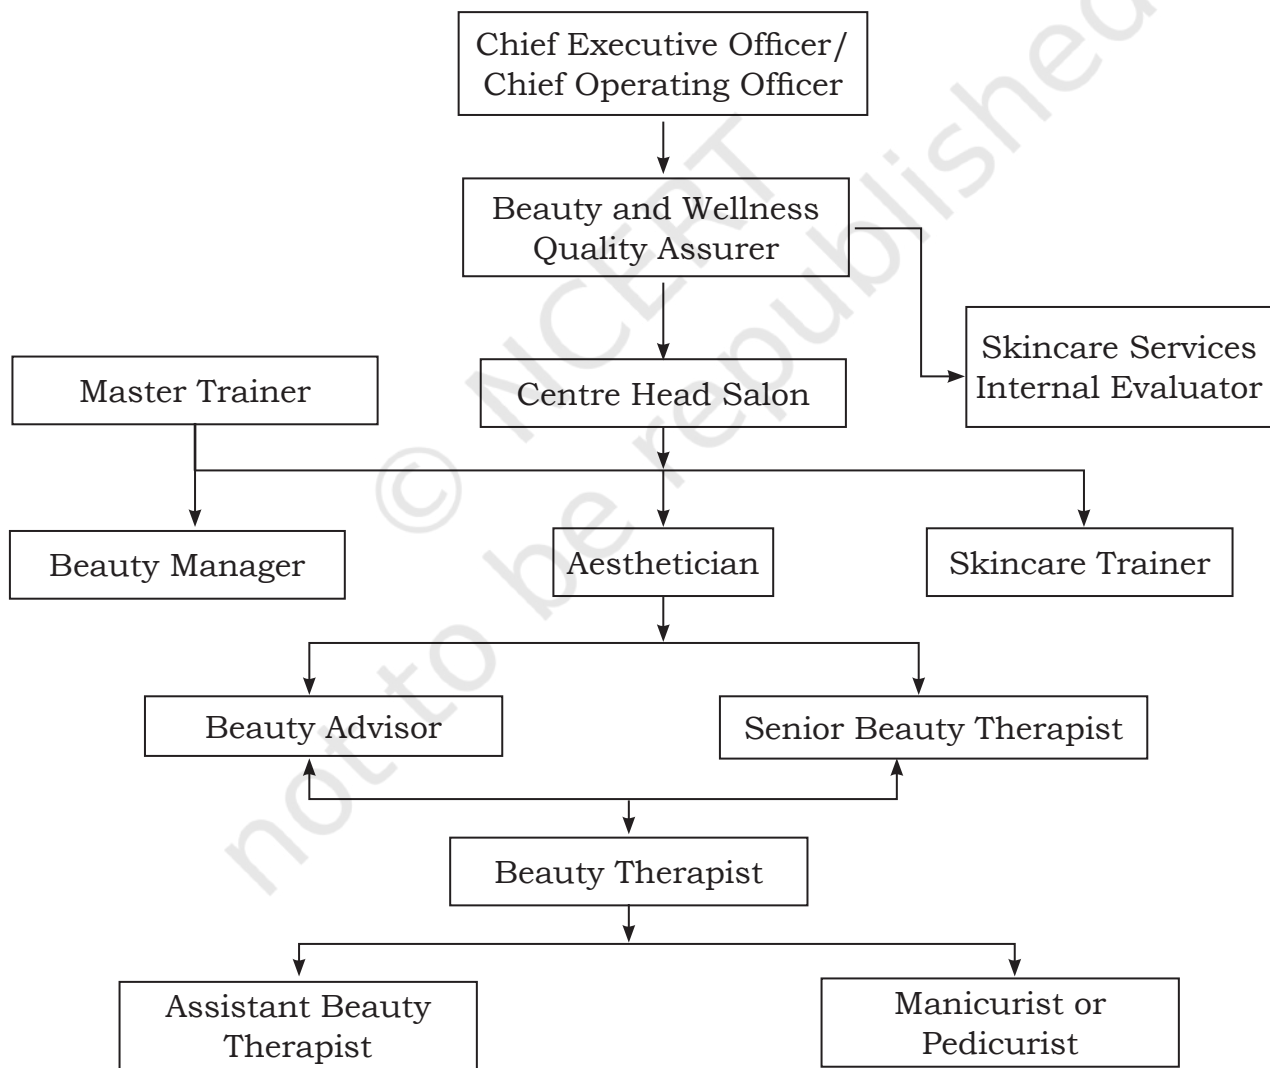 Chief Executive Officer/
Chief Operating Officer
Beauty and Wellness
Quality Assurer
Skincare Services
Internal Evaluator
Master Trainer
Centre Head Salon
Beauty Manager
Aesthetician
Skincare Trainer
Beauty Advisor
Senior Beauty Therapist
Beauty Therapist
Assistant Beauty
Therapist
Manicurist or
Pedicurist
© NCERT
not to be republished